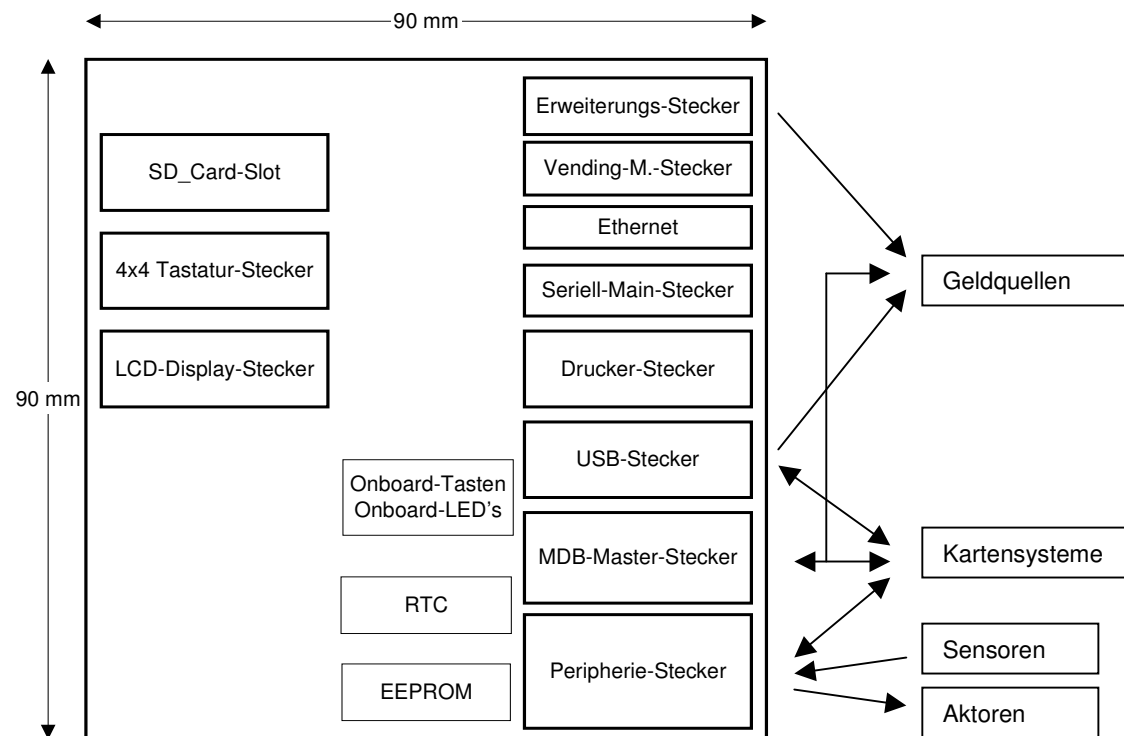 90 mm
Erweiterungs-Stecker
SD_Card-Slot
Vending-M.-Stecker
Ethernet
4x4 Tastatur-Stecker
Seriell-Main-Stecker
Geldquellen
LCD-Display-Stecker
Drucker-Stecker
90 mm
USB-Stecker
Onboard-Tasten
Onboard-LED's
MDB-Master-Stecker
Kartensysteme
RTC
Peripherie-Stecker
Sensoren
EEPROM
Aktoren